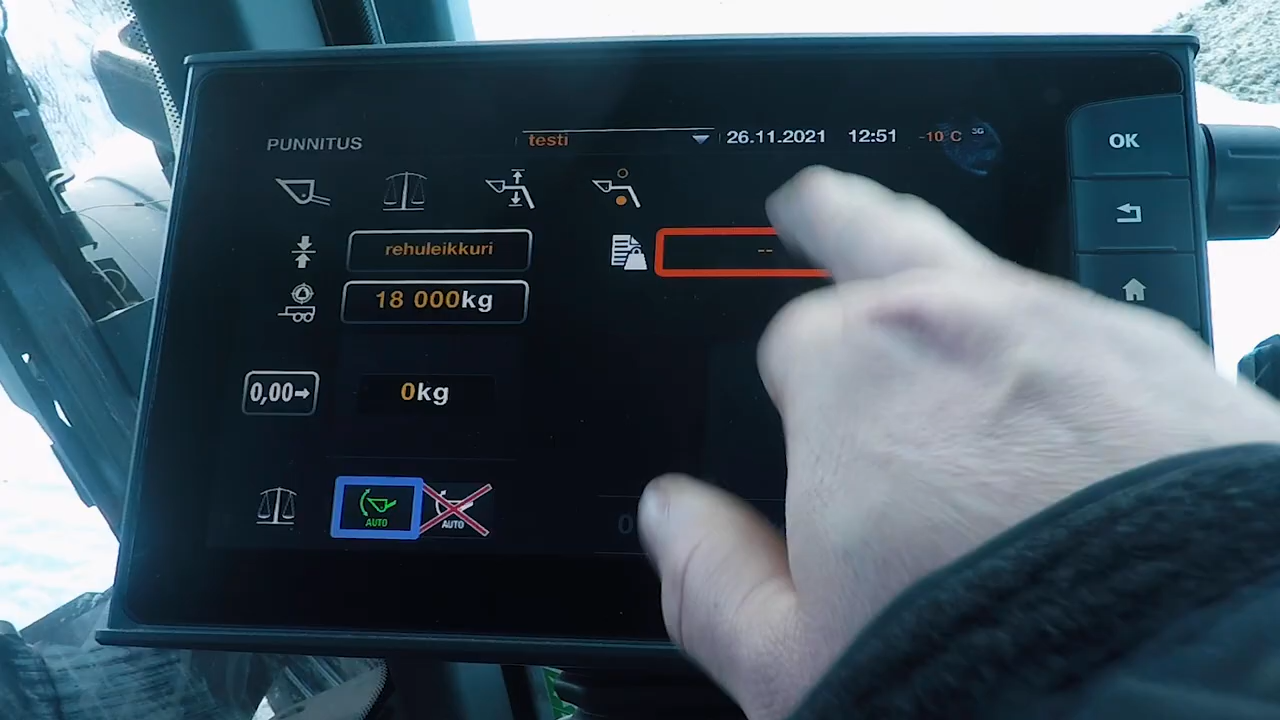 PUNNITUS testi 26.11.2021 12:51 -10°C 3G
OK
rehuleikkuri --
18 000kg
0,00→ 0kg
AUTO AUTO